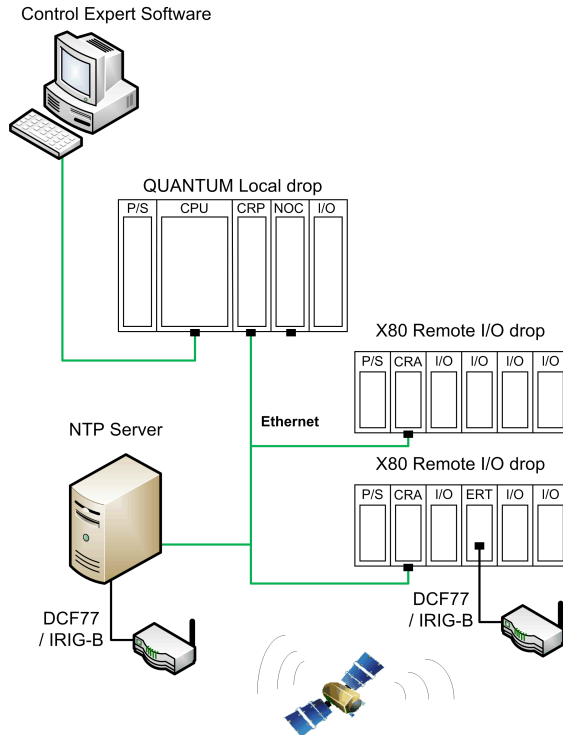 Control Expert Software
QUANTUM Local drop
P/S CPU CRP NOC I/O
X80 Remote I/O drop
P/S CRA I/O I/O I/O I/O
Ethernet
NTP Server
X80 Remote I/O drop
P/S CRA I/O ERT I/O I/O
DCF77
/ IRIG-B
DCF77
/ IRIG-B